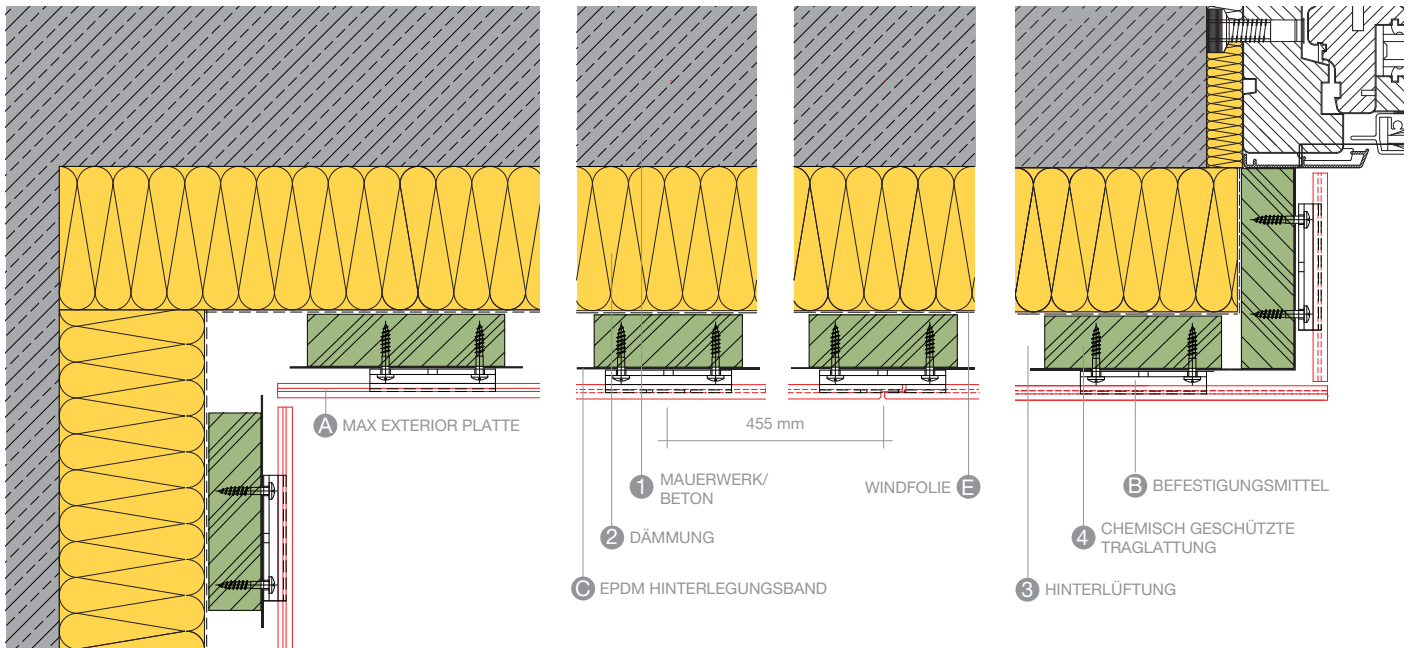 A MAX EXTERIOR PLATTE
455 mm
1 MAUERWERK/
BETON
WINDFOLIE E
B BEFESTIGUNGSMITTEL
2 DÄMMUNG
4 CHEMISCH GESCHÜTZTE
TRAGLATTUNG
C EPDM HINTERLEGUNGSBAND
3 HINTERLÜFTUNG